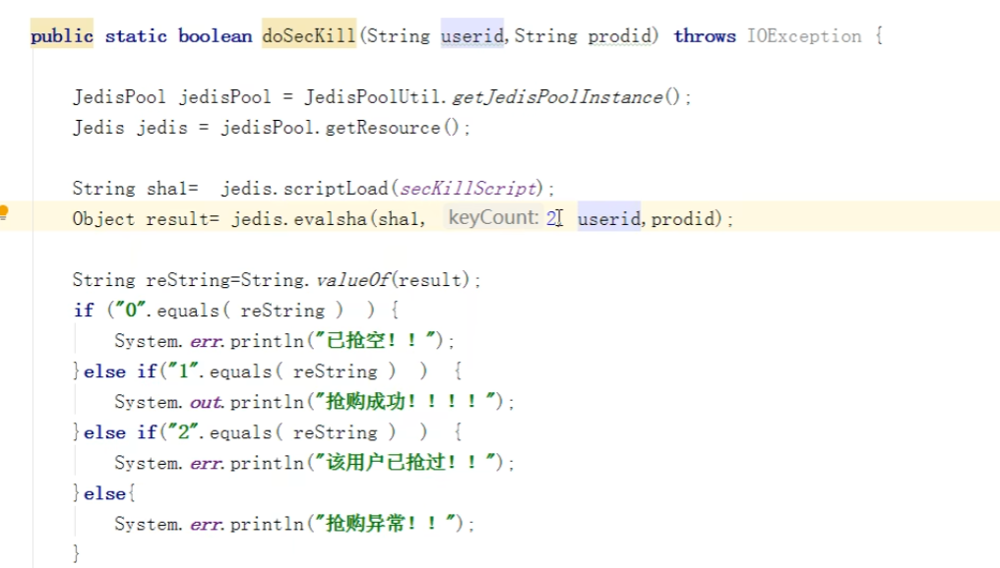 public static boolean doSecKill(String userid,String prodid) throws IOException {
JedisPool jedisPool = JedisPoolUtil.getJedisPoolInstance();
Jedis jedis = jedisPool.getResource();
String sha1=  jedis.scriptLoad(secKillScript);
Object result= jedis.evalsha(sha1, keyCount: 2, userid,prodid);
String reString=String.valueOf(result);
if ("0".equals( reString )  ) {
System.err.println("已抢空！！");
}else if("1".equals( reString )  )  {
System.out.println("抢购成功！！！！");
}else if("2".equals( reString )  )  {
System.err.println("该用户已抢过！！");
}else{
System.err.println("抢购异常！！");
}